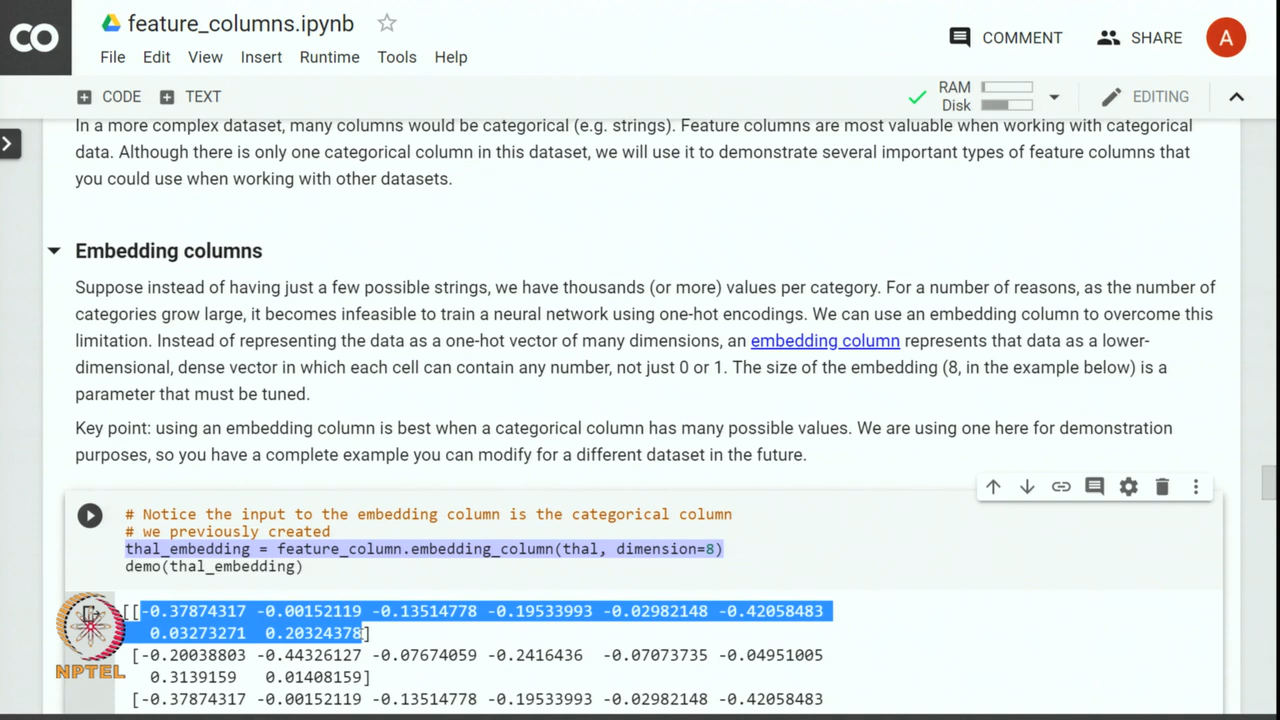 CO
feature_columns.ipynb
File Edit View Insert Runtime Tools Help
COMMENT
SHARE
A
CODE
TEXT
RAM
Disk
EDITING
In a more complex dataset, many columns would be categorical (e.g. strings). Feature columns are most valuable when working with categorical
data. Although there is only one categorical column in this dataset, we will use it to demonstrate several important types of feature columns that
you could use when working with other datasets.
Embedding columns
Suppose instead of having just a few possible strings, we have thousands (or more) values per category. For a number of reasons, as the number of
categories grow large, it becomes infeasible to train a neural network using one-hot encodings. We can use an embedding column to overcome this
limitation. Instead of representing the data as a one-hot vector of many dimensions, an embedding column represents that data as a lower-
dimensional, dense vector in which each cell can contain any number, not just 0 or 1. The size of the embedding (8, in the example below) is a
parameter that must be tuned.
Key point: using an embedding column is best when a categorical column has many possible values. We are using one here for demonstration
purposes, so you have a complete example you can modify for a different dataset in the future.
# Notice the input to the embedding column is the categorical column
# we previously created
thal_embedding = feature_column.embedding_column(thal, dimension=8)
demo(thal_embedding)
[[-0.37874317 -0.00152119 -0.13514778 -0.19533993 -0.02982148 -0.42058483
0.03273271 0.20324378]
[-0.20038803 -0.44326127 -0.07674059 -0.2416436 -0.07073735 -0.04951005
0.3139159 0.01408159]
[-0.37874317 -0.00152119 -0.13514778 -0.19533993 -0.02982148 -0.42058483
NPTEL